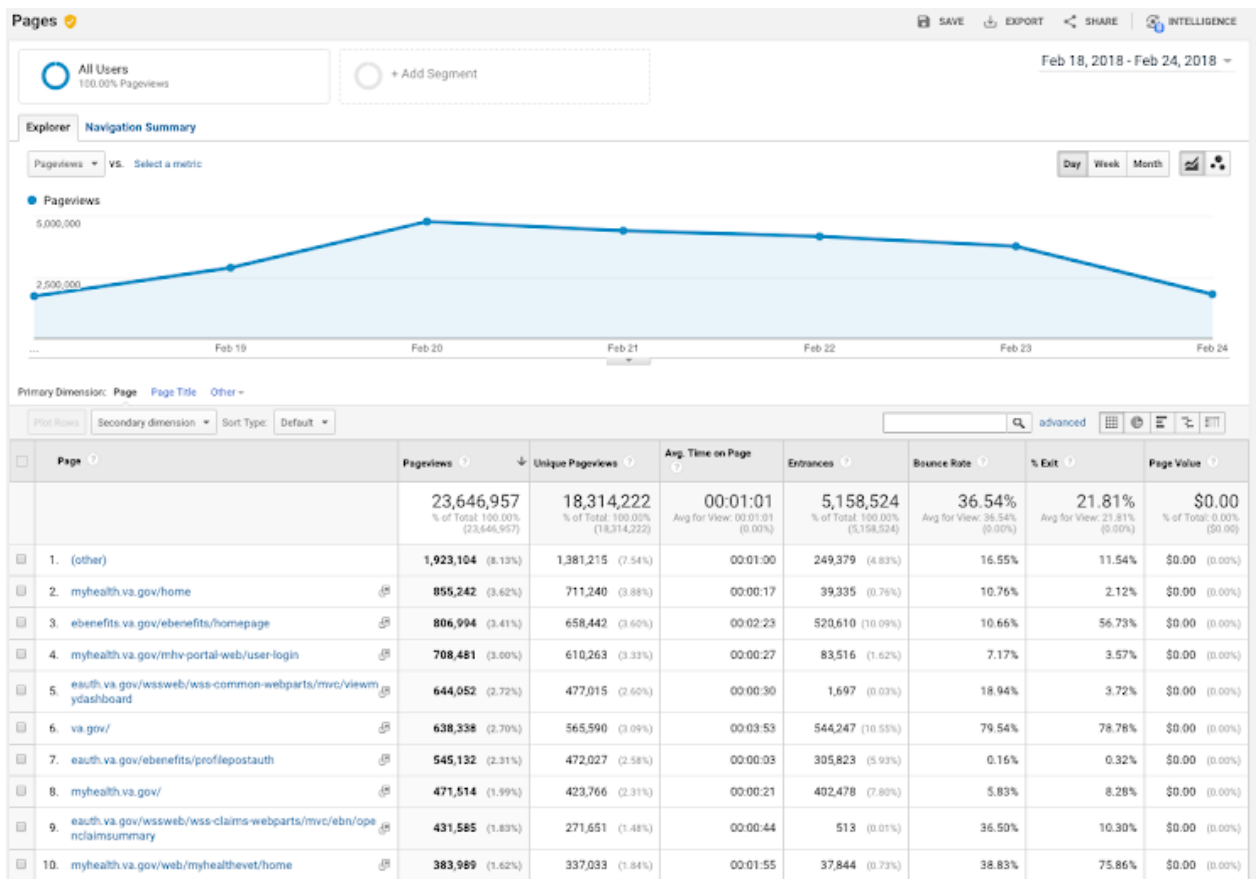 Pages
SAVE EXPORT SHARE INTELLIGENCE
All Users
100.00% Pageviews
+ Add Segment
Feb 18, 2018 - Feb 24, 2018
Explorer Navigation Summary
Pageviews VS. Select a metric
Day Week Month
Pageviews
5,000,000
2,500,000
... Feb 19 Feb 20 Feb 21 Feb 22 Feb 23 Feb 24
Primary Dimension: Page Page Title Other
Plot Rows Secondary dimension Sort Type: Default advanced
Page Pageviews Unique Pageviews Avg. Time on Page Entrances Bounce Rate % Exit Page Value
23,646,957 18,314,222 00:01:01 5,158,524 36.54% 21.81% $0.00
% of Total: 100.00% % of Total: 100.00% Avg for View: 00:01:01 % of Total: 100.00% Avg for View: 36.54% Avg for View: 21.81% % of Total: 0.00%
(23,646,957) (18,314,222) (0.00%) (5,158,524) (0.00%) (0.00%) ($0.00)
1. (other) 1,923,104 (8.13%) 1,381,215 (7.54%) 00:01:00 249,379 (4.83%) 16.55% 11.54% $0.00 (0.00%)
2. myhealth.va.gov/home 855,242 (3.62%) 711,240 (3.88%) 00:00:17 39,335 (0.76%) 10.76% 2.12% $0.00 (0.00%)
3. ebenefits.va.gov/ebenefits/homepage 806,994 (3.41%) 658,442 (3.60%) 00:02:23 520,610 (10.09%) 10.66% 56.73% $0.00 (0.00%)
4. myhealth.va.gov/mhv-portal-web/user-login 708,481 (3.00%) 610,263 (3.33%) 00:00:27 83,516 (1.62%) 7.17% 3.57% $0.00 (0.00%)
5. eauth.va.gov/wssweb/wss-common-webparts/mvc/viewm
ydashboard 644,052 (2.72%) 477,015 (2.60%) 00:00:30 1,697 (0.03%) 18.94% 3.72% $0.00 (0.00%)
6. va.gov/ 638,338 (2.70%) 565,590 (3.09%) 00:03:53 544,247 (10.55%) 79.54% 78.78% $0.00 (0.00%)
7. eauth.va.gov/ebenefits/profilepostauth 545,132 (2.31%) 472,027 (2.58%) 00:00:03 305,823 (5.93%) 0.16% 0.32% $0.00 (0.00%)
8. myhealth.va.gov/ 471,514 (1.99%) 423,766 (2.31%) 00:00:21 402,478 (7.80%) 5.83% 8.28% $0.00 (0.00%)
9. eauth.va.gov/wssweb/wss-claims-webparts/mvc/ebn/ope
nclaimsummary 431,585 (1.83%) 271,651 (1.48%) 00:00:44 513 (0.01%) 36.50% 10.30% $0.00 (0.00%)
10. myhealth.va.gov/web/myhealthevet/home 383,989 (1.62%) 337,033 (1.84%) 00:01:55 37,844 (0.73%) 38.83% 75.86% $0.00 (0.00%)